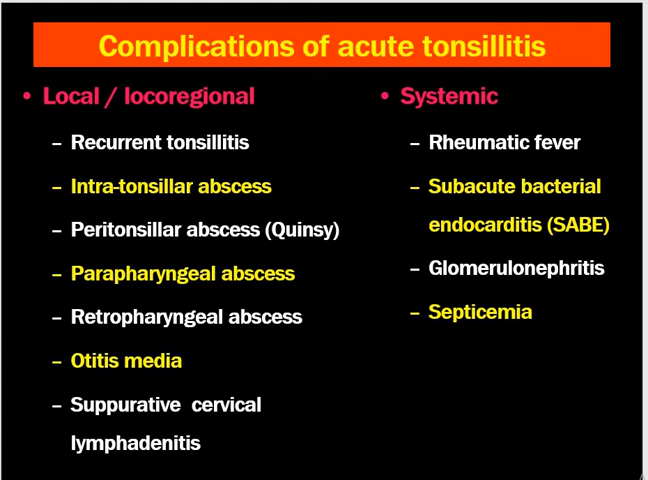 Complications of acute tonsillitis
• Local / locoregional
– Recurrent tonsillitis
– Intra-tonsillar abscess
– Peritonsillar abscess (Quinsy)
– Parapharyngeal abscess
– Retropharyngeal abscess
– Otitis media
– Suppurative cervical
lymphadenitis
• Systemic
– Rheumatic fever
– Subacute bacterial
endocarditis (SABE)
– Glomerulonephritis
– Septicemia